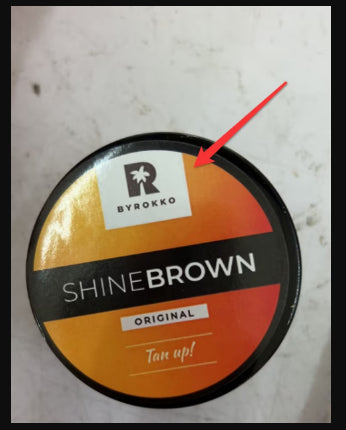 BYROKKO
SHINEBROWN
ORIGINAL
Tan up!